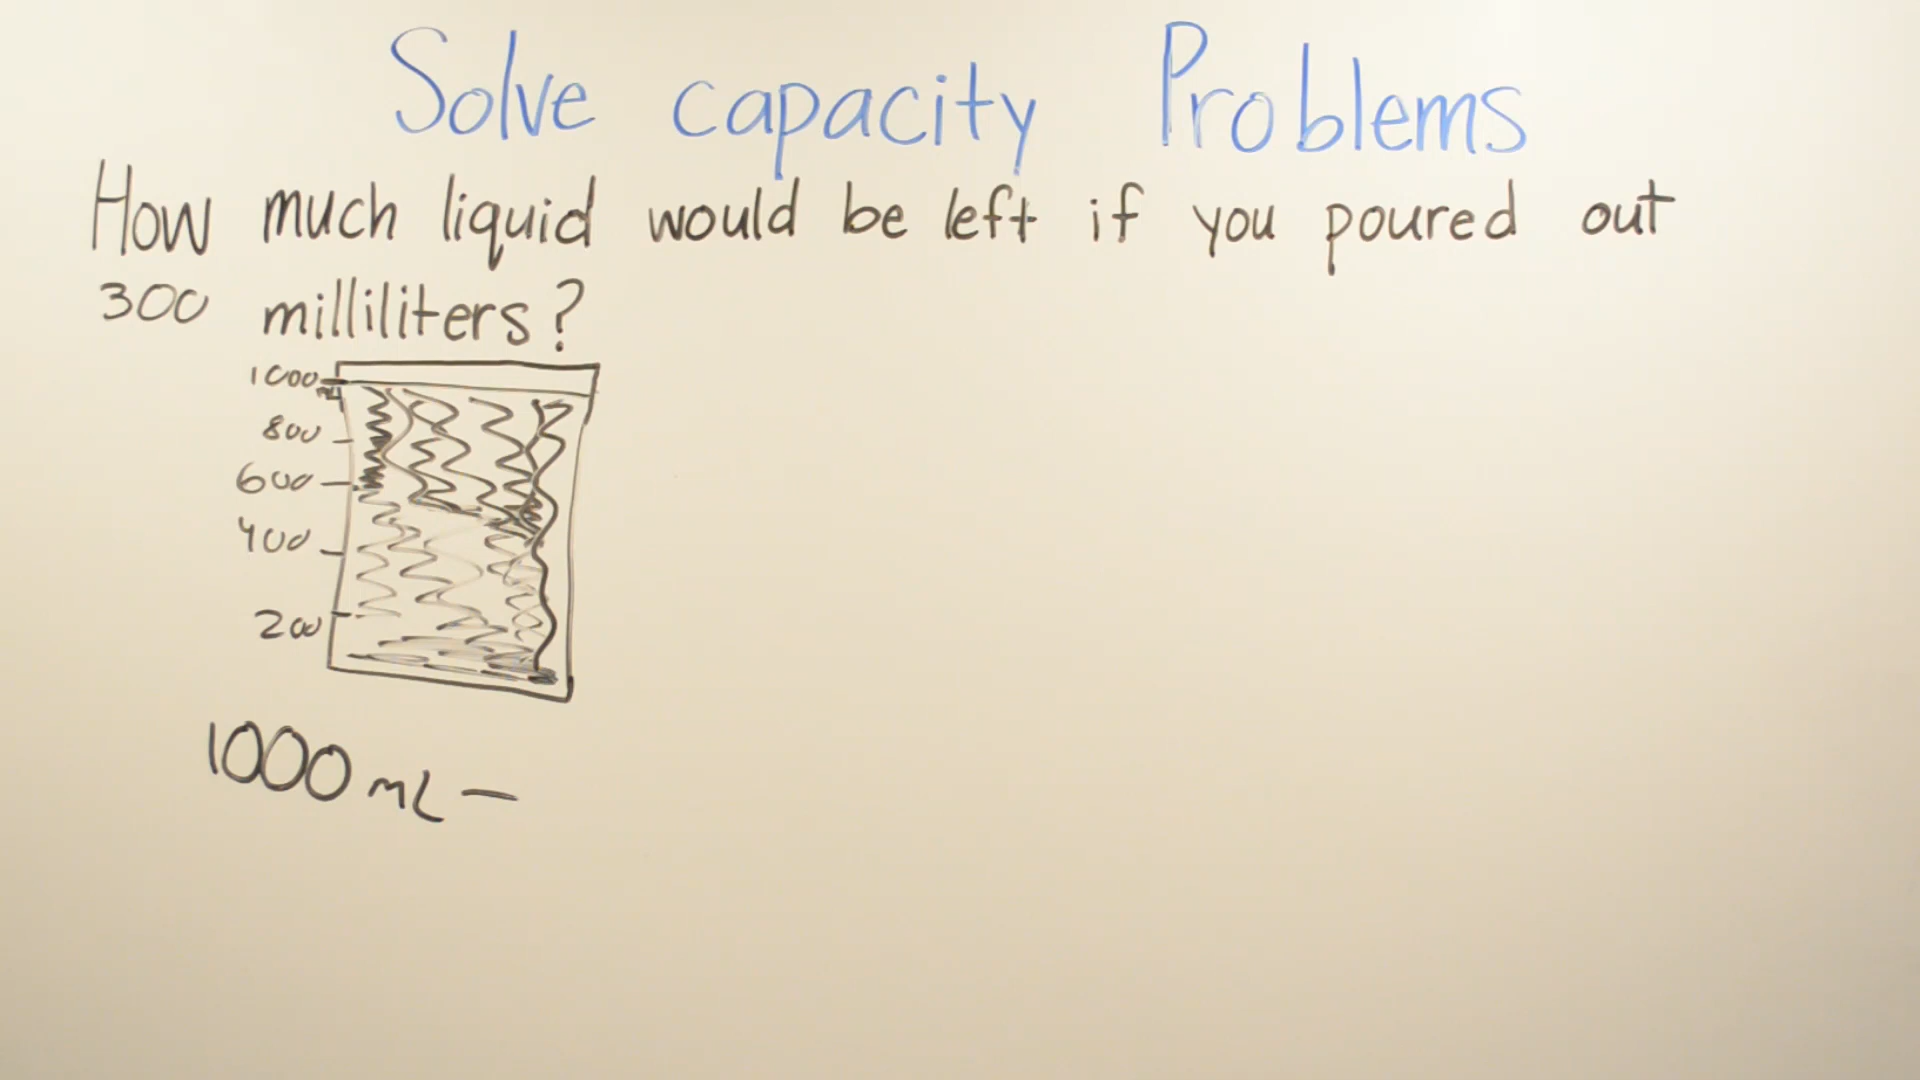 Solve capacity Problems
How much liquid would be left if you poured out
300 milliliters?
1000
mL
800
600
400
200
1000 mL –